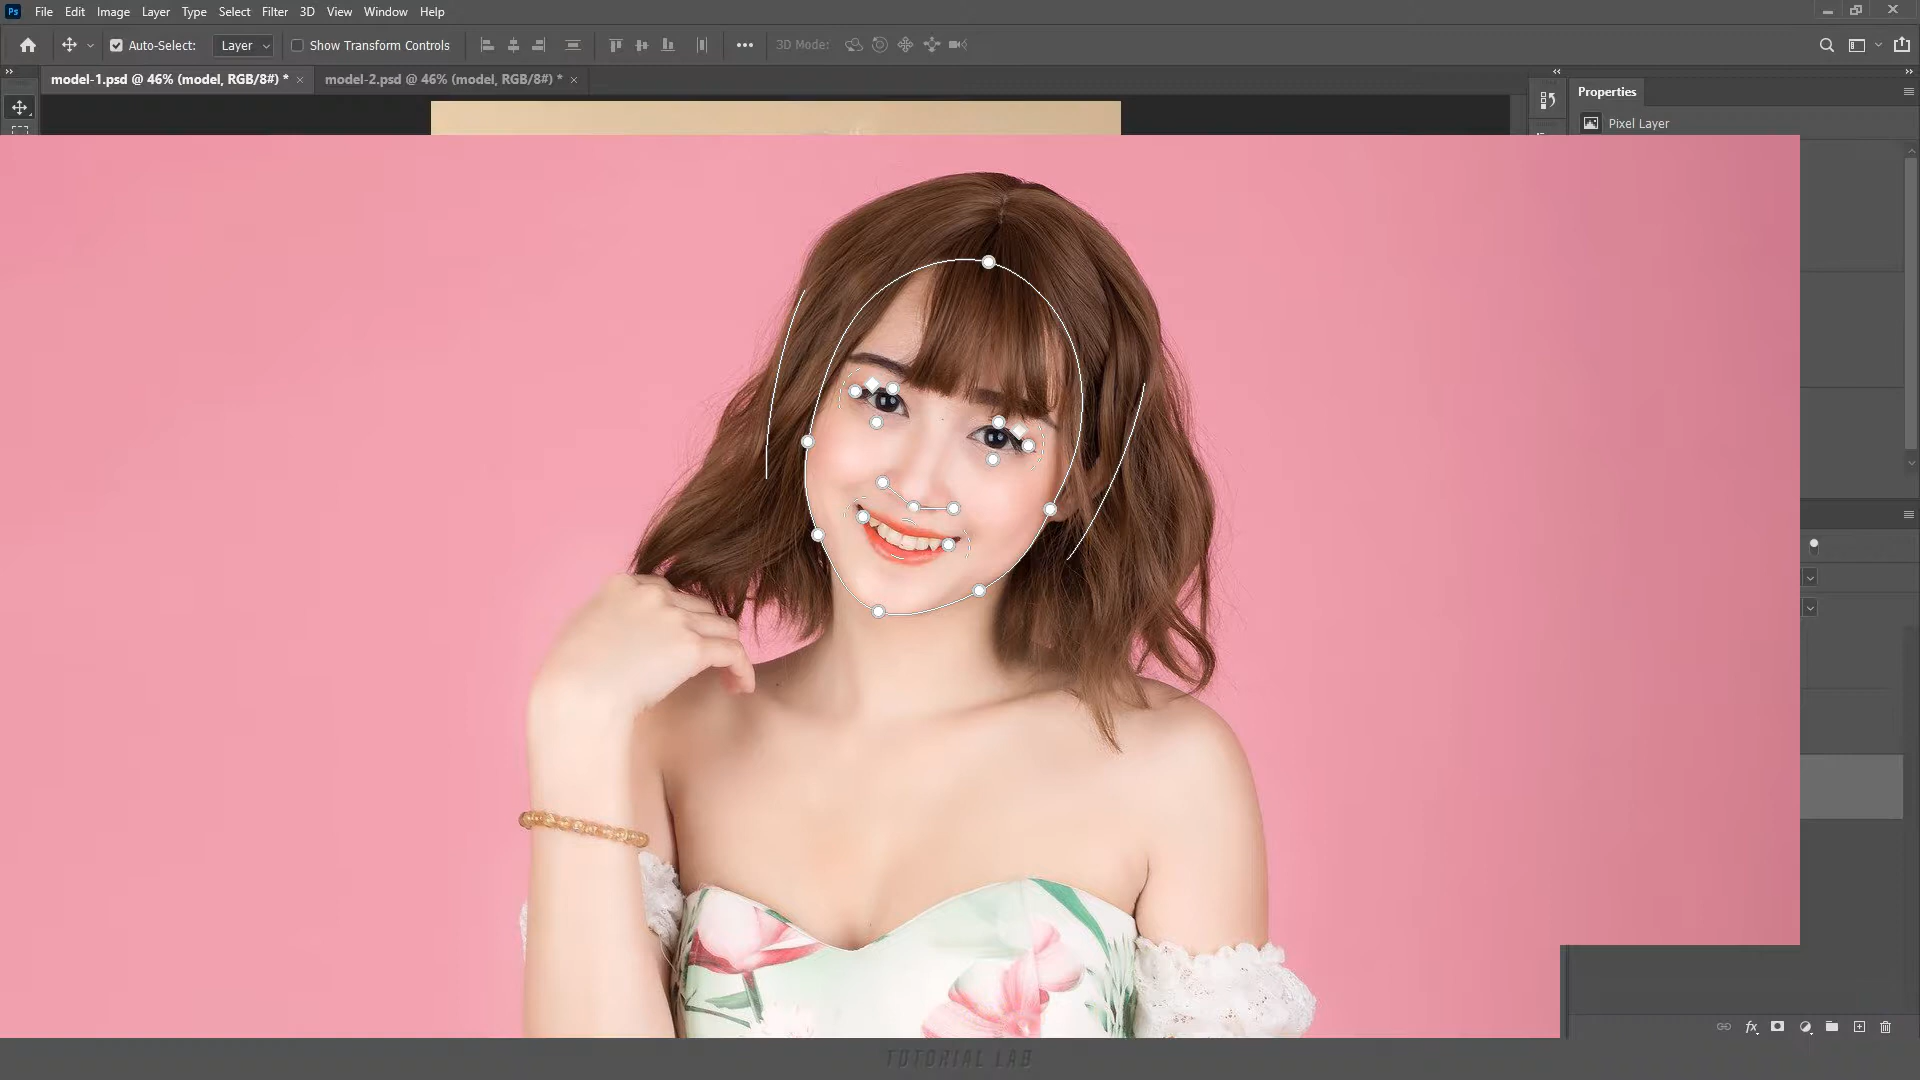 Ps File Edit Image Layer Type Select Filter 3D View Window Help
Auto-Select: Layer Show Transform Controls 3D Mode:
model-1.psd @ 46% (model, RGB/8#) * × model-2.psd @ 46% (model, RGB/8#) * ×
Properties
Pixel Layer
fx
TUTORIAL LAB